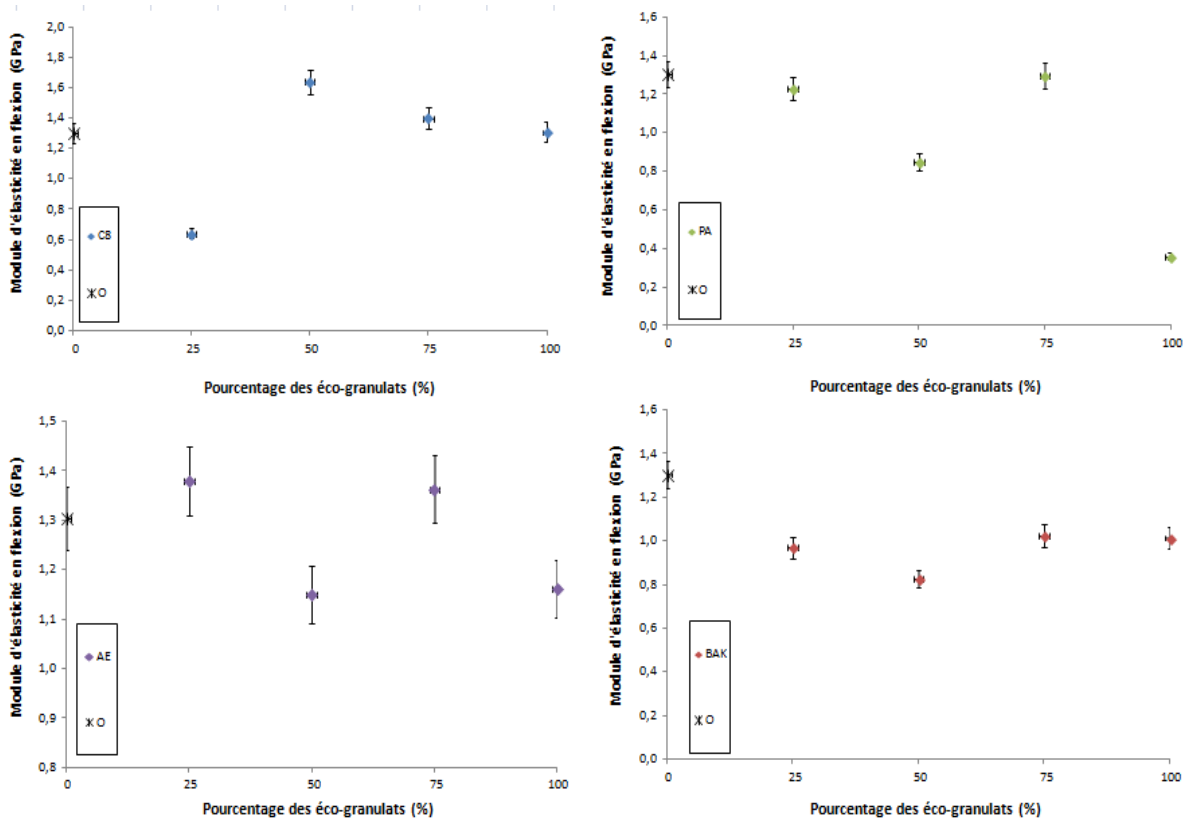 Module d'élasticité en flexion (GPa)
2,0
1,8
1,6
1,4
1,2
1,0
0,8
0,6
0,4
0,2
0,0
CB
O
0 25 50 75 100
Pourcentage des éco-granulats (%)
Module d'élasticité en flexion (GPa)
1,6
1,4
1,2
1,0
0,8
0,6
0,4
0,2
0,0
PA
O
0 25 50 75 100
Pourcentage des éco-granulats (%)
Module d'élasticité en flexion (GPa)
1,5
1,4
1,3
1,2
1,1
1,0
0,9
0,8
AE
O
0 25 50 75 100
Pourcentage des éco-granulats (%)
Module d'élasticité en flexion (GPa)
1,6
1,4
1,2
1,0
0,8
0,6
0,4
0,2
0,0
BAK
O
0 25 50 75 100
Pourcentage des éco-granulats (%)